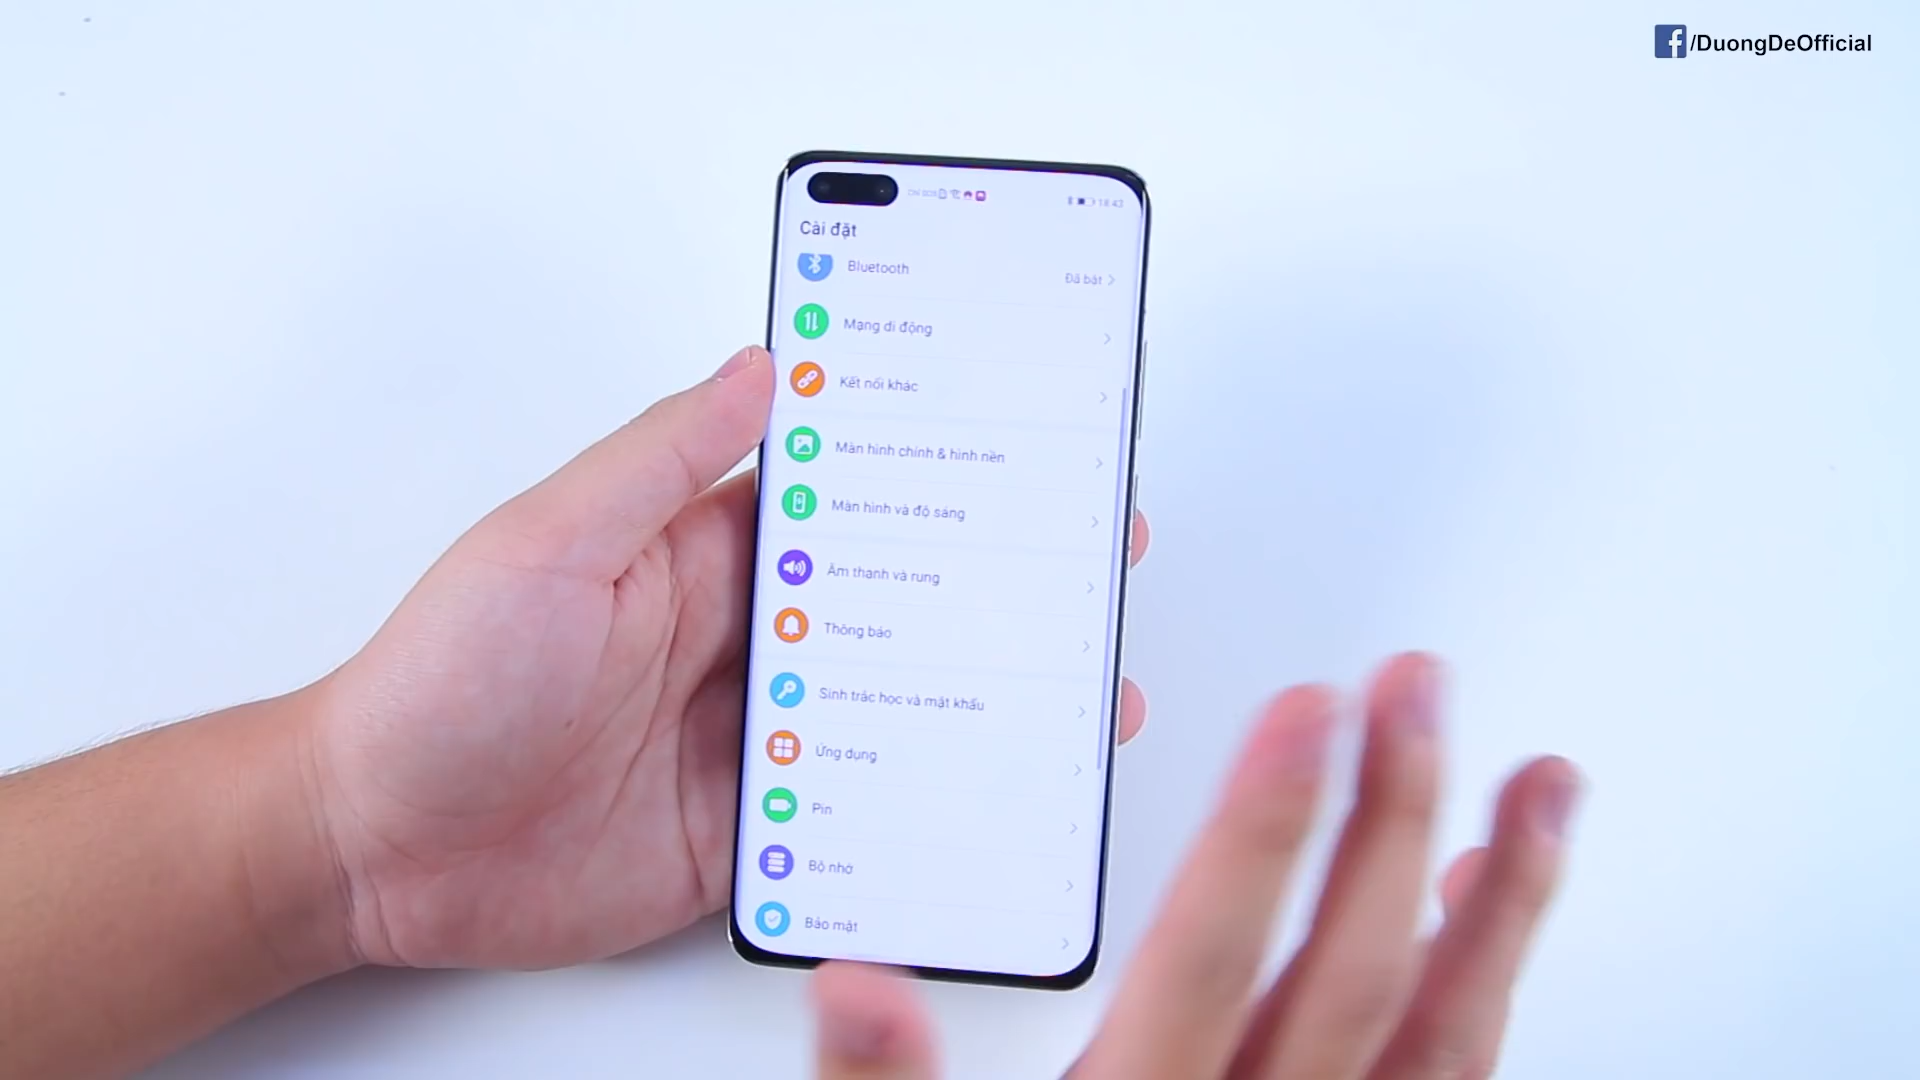 /DuongDeOfficial
18:43
Cài đặt
Bluetooth
Đã bật
Mạng di động
Kết nối khác
Màn hình chính & hình nền
Màn hình và độ sáng
Âm thanh và rung
Thông báo
Sinh trắc học và mật khẩu
Ứng dụng
Pin
Bộ nhớ
Bảo mật